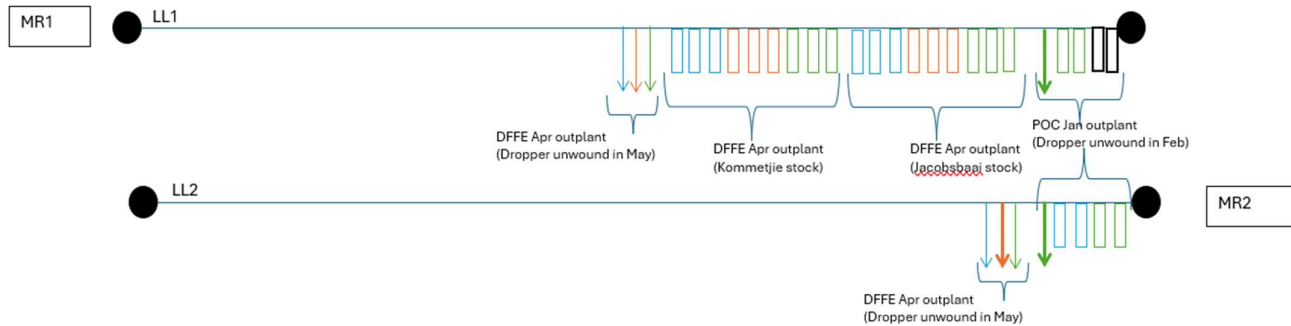 MR1
LL1
DFFE Apr outplant
(Dropper unwound in May)
DFFE Apr outplant
(Kommetjie stock)
DFFE Apr outplant
(Jacobsbaai stock)
POC Jan outplant
(Dropper unwound in Feb)
LL2
MR2
DFFE Apr outplant
(Dropper unwound in May)